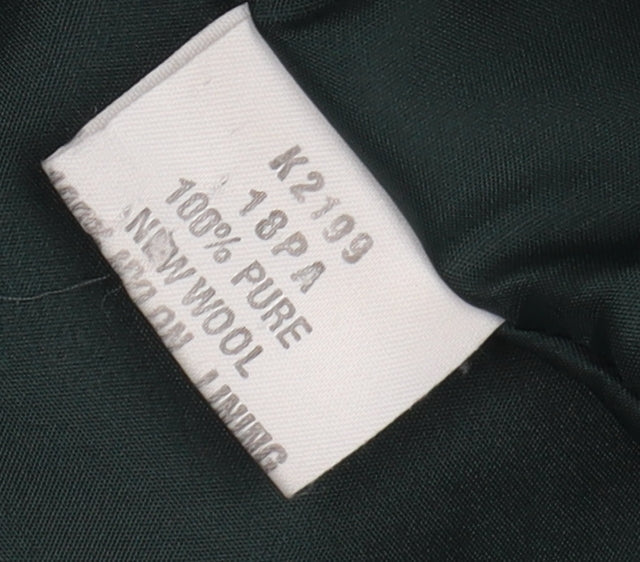 K2199
18PA
100% PURE
NEW WOOL
LINING